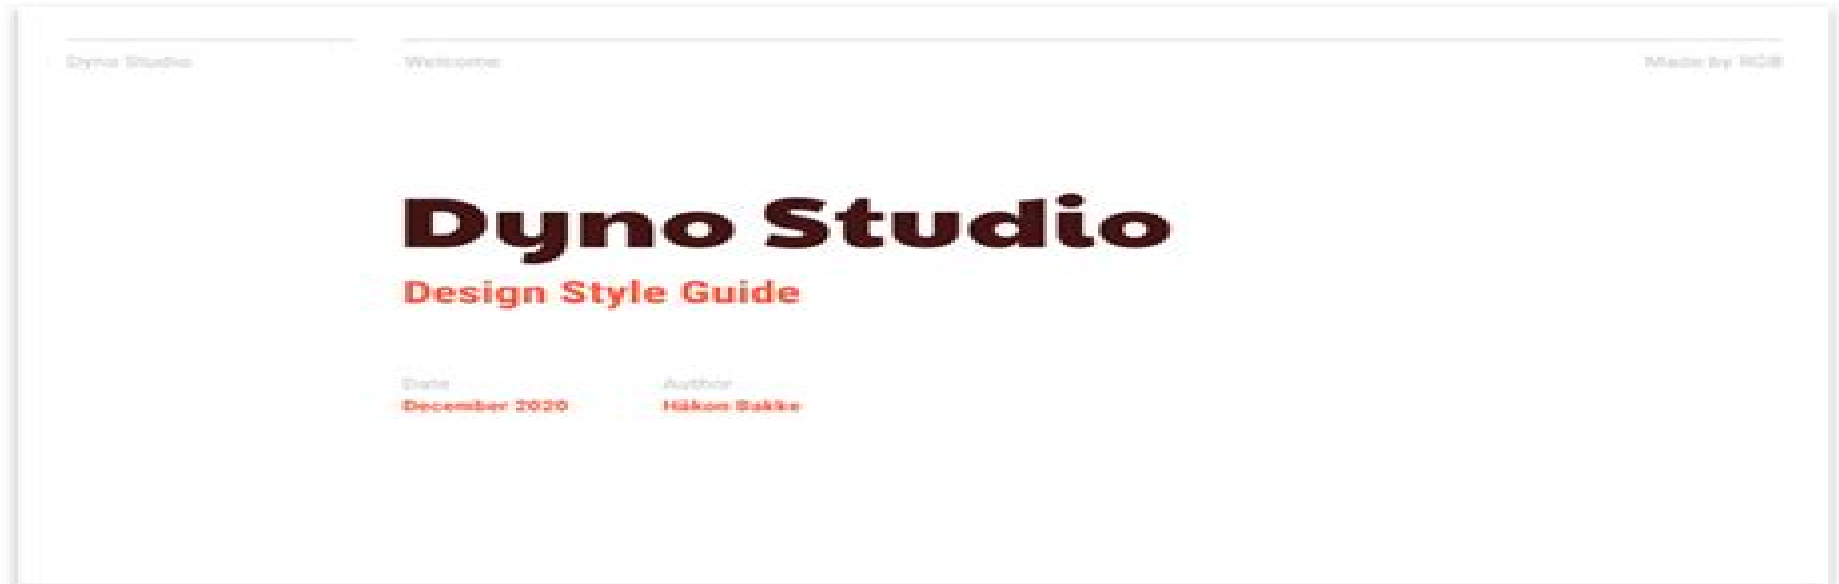 Dyno Studio Welcome Made by RGB
Dyno Studio
Design Style Guide
Date Author
December 2020 Håkon Bakke